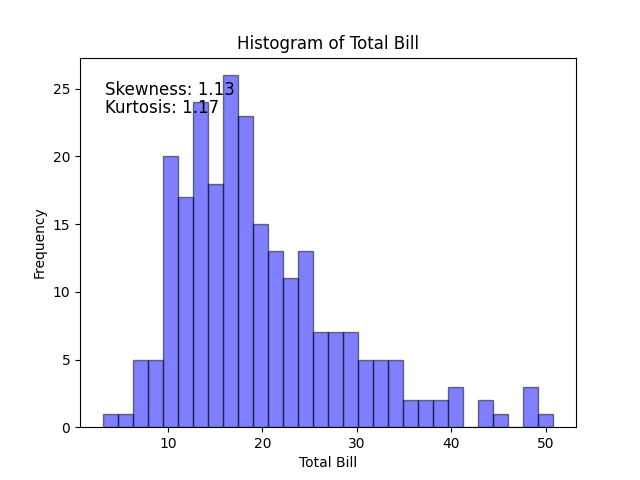 Histogram of Total Bill
Skewness: 1.13
Kurtosis: 1.17
25
20
15
10
5
0
Frequency
10 20 30 40 50
Total Bill